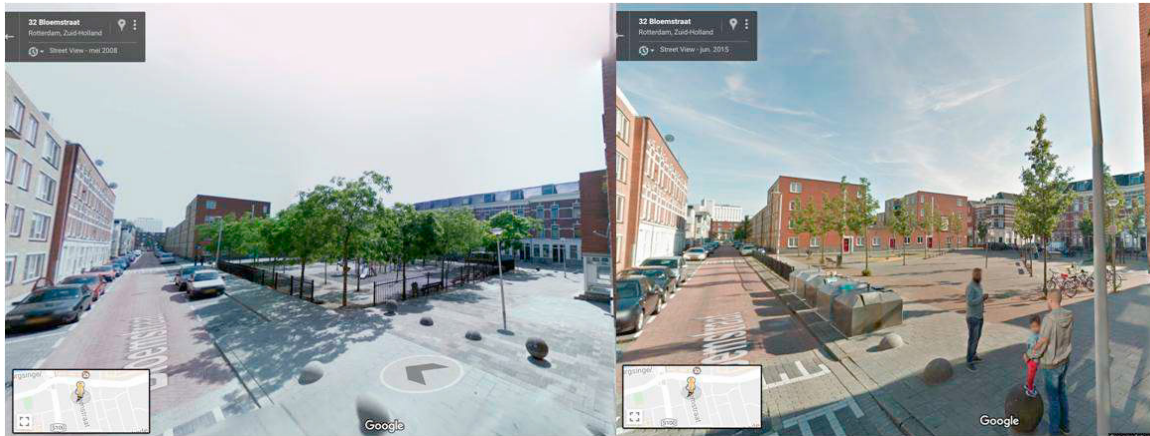 32 Bloemstraat
Rotterdam, Zuid-Holland
Street View - mei 2008
Bloemstraat
Google
32 Bloemstraat
Rotterdam, Zuid-Holland
Street View - jun. 2015
Google